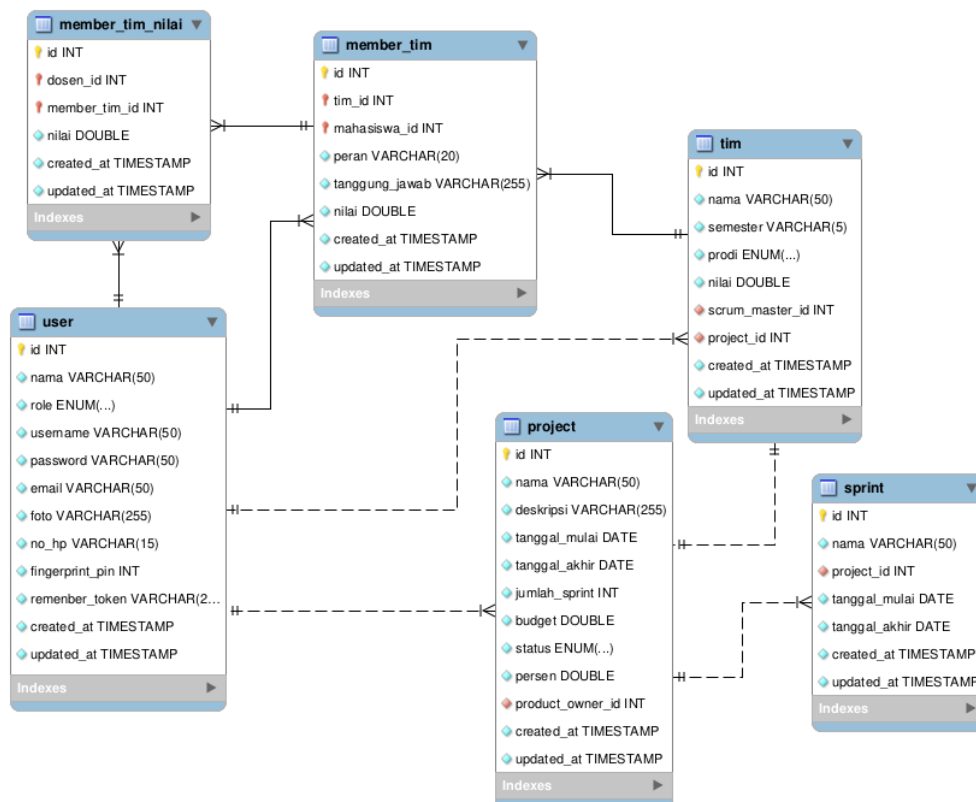 member_tim_nilai
id INT
dosen_id INT
member_tim_id INT
nilai DOUBLE
created_at TIMESTAMP
updated_at TIMESTAMP
Indexes
member_tim
id INT
tim_id INT
mahasiswa_id INT
peran VARCHAR(20)
tanggung_jawab VARCHAR(255)
nilai DOUBLE
created_at TIMESTAMP
updated_at TIMESTAMP
Indexes
tim
id INT
nama VARCHAR(50)
semester VARCHAR(5)
prodi ENUM(...)
nilai DOUBLE
scrum_master_id INT
project_id INT
created_at TIMESTAMP
updated_at TIMESTAMP
Indexes
user
id INT
nama VARCHAR(50)
role ENUM(...)
username VARCHAR(50)
password VARCHAR(50)
email VARCHAR(50)
foto VARCHAR(255)
no_hp VARCHAR(15)
fingerprint_pin INT
remenber_token VARCHAR(2...
created_at TIMESTAMP
updated_at TIMESTAMP
Indexes
project
id INT
nama VARCHAR(50)
deskripsi VARCHAR(255)
tanggal_mulai DATE
tanggal_akhir DATE
jumlah_sprint INT
budget DOUBLE
status ENUM(...)
persen DOUBLE
product_owner_id INT
created_at TIMESTAMP
updated_at TIMESTAMP
Indexes
sprint
id INT
nama VARCHAR(50)
project_id INT
tanggal_mulai DATE
tanggal_akhir DATE
created_at TIMESTAMP
updated_at TIMESTAMP
Indexes